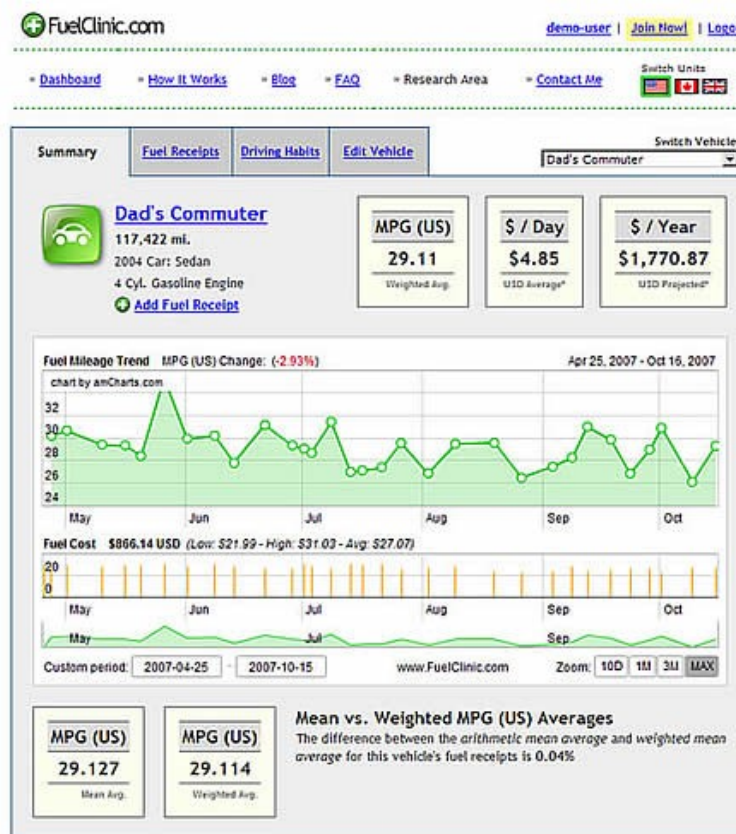 FuelClinic.com
demo-user | Join Now! | Logo
Dashboard
How It Works
Blog
FAQ
Research Area
Contact Me
Switch Units
Summary
Fuel Receipts
Driving Habits
Edit Vehicle
Switch Vehicle
Dad's Commuter
Dad's Commuter
117,422 mi.
2004 Car: Sedan
4 Cyl. Gasoline Engine
Add Fuel Receipt
MPG (US)
29.11
Weighted Avg.
$ / Day
$4.85
USD Average*
$ / Year
$1,770.87
USD Projected*
Fuel Mileage Trend MPG (US) Change: (-2.93%)
Apr 25, 2007 - Oct 16, 2007
chart by amCharts.com
32
30
28
26
24
May Jun Jul Aug Sep Oct
Fuel Cost $866.14 USD (Low: $21.99 - High: $31.03 - Avg: $27.07)
20
0
May Jun Jul Aug Sep Oct
May Jul Sep
Custom period: 2007-04-25 - 2007-10-15 www.FuelClinic.com Zoom: 10D 1M 3M MAX
MPG (US)
29.127
Mean Avg.
MPG (US)
29.114
Weighted Avg.
Mean vs. Weighted MPG (US) Averages
The difference between the arithmetic mean average and weighted mean
average for this vehicle's fuel receipts is 0.04%